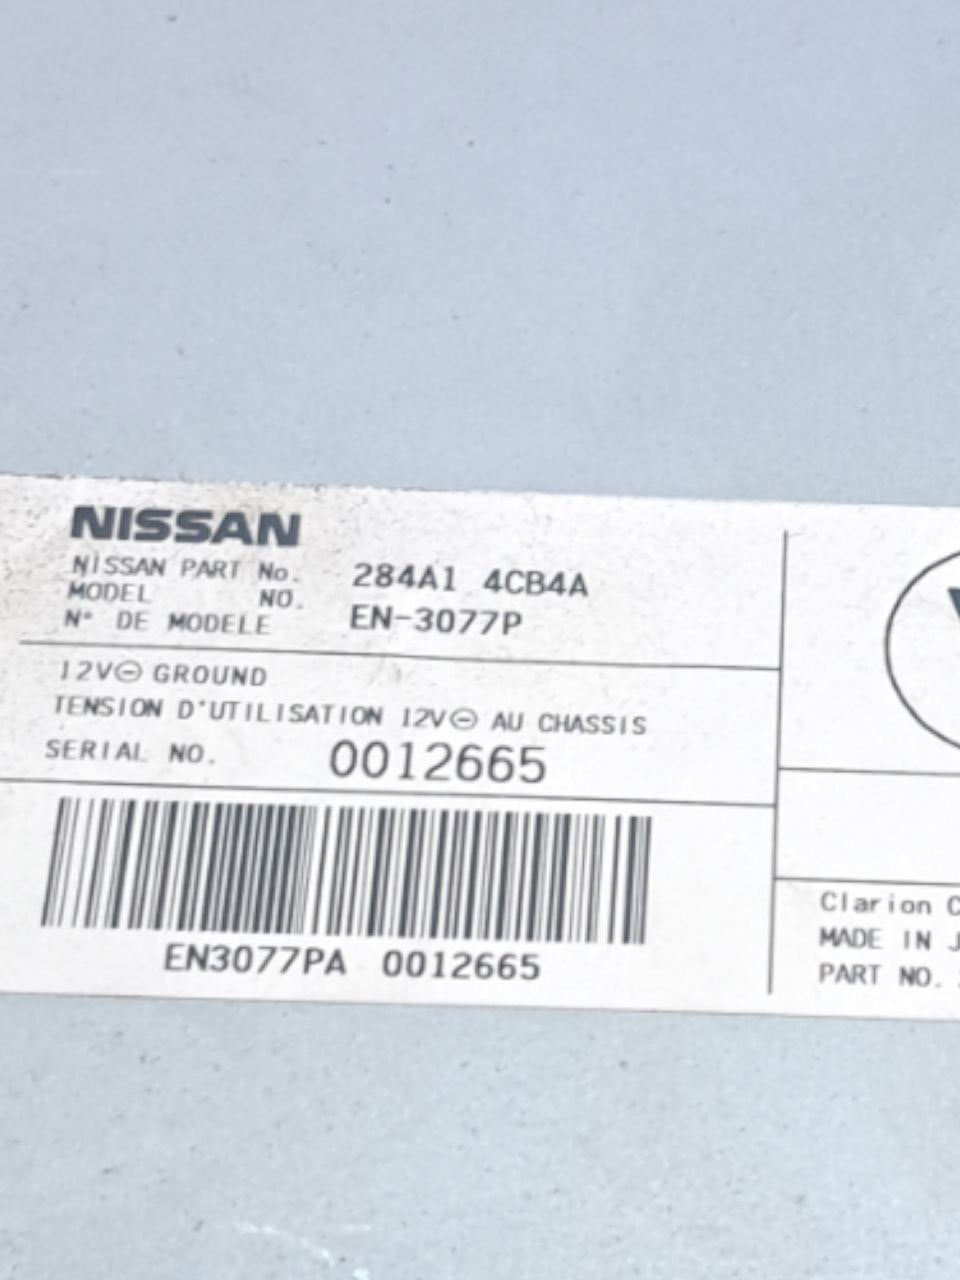 NISSAN
NISSAN PART No. 284A1 4CB4A
MODEL NO. EN-3077P
N° DE MODELE
12V⊖ GROUND
TENSION D'UTILISATION 12V⊖ AU CHASSIS
SERIAL NO. 0012665
EN3077PA 0012665
Clarion C
MADE IN J
PART NO.